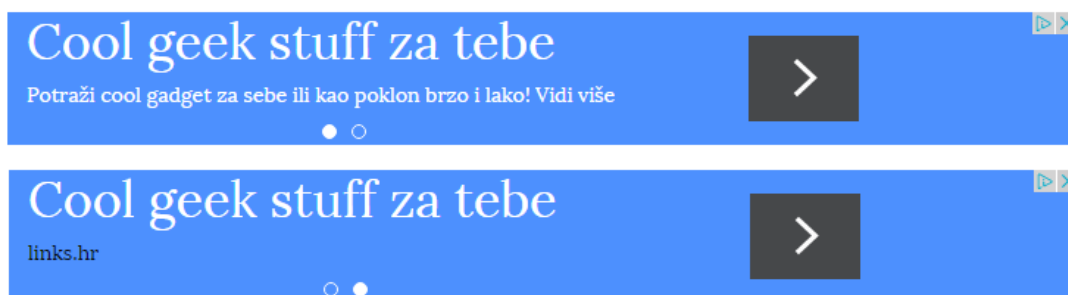 Cool geek stuff za tebe
Potraži cool gadget za sebe ili kao poklon brzo i lako! Vidi više
Cool geek stuff za tebe
links.hr